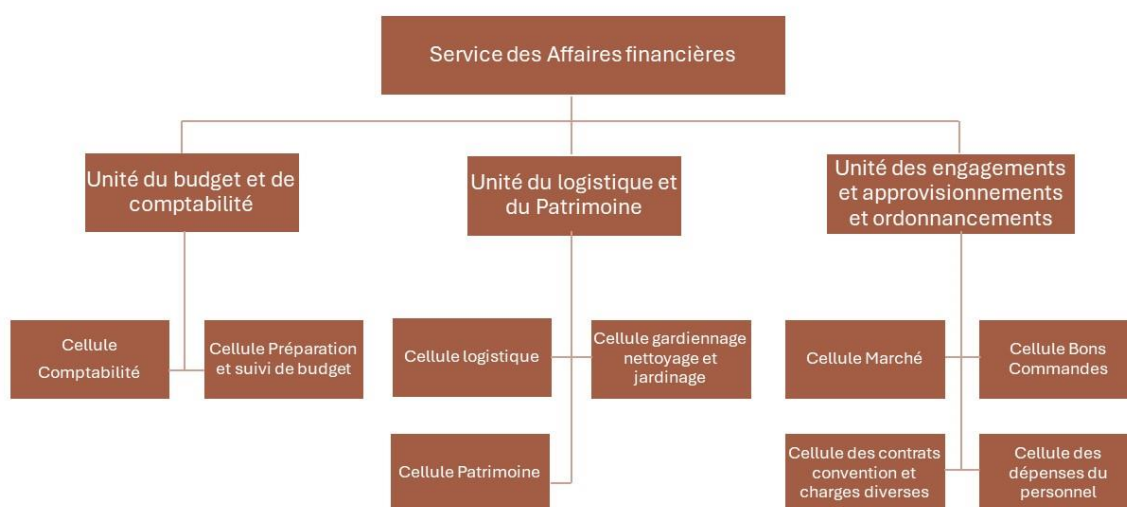 Service des Affaires financières
Unité du budget et de
comptabilité
Unité du logistique et
du Patrimoine
Unité des engagements
et approvisionnements
et ordonnancements
Cellule
Comptabilité
Cellule Préparation
et suivi de budget
Cellule logistique
Cellule gardiennage
nettoyage et
jardinage
Cellule Marché
Cellule Bons
Commandes
Cellule Patrimoine
Cellule des contrats
convention et
charges diverses
Cellule des
dépenses du
personnel